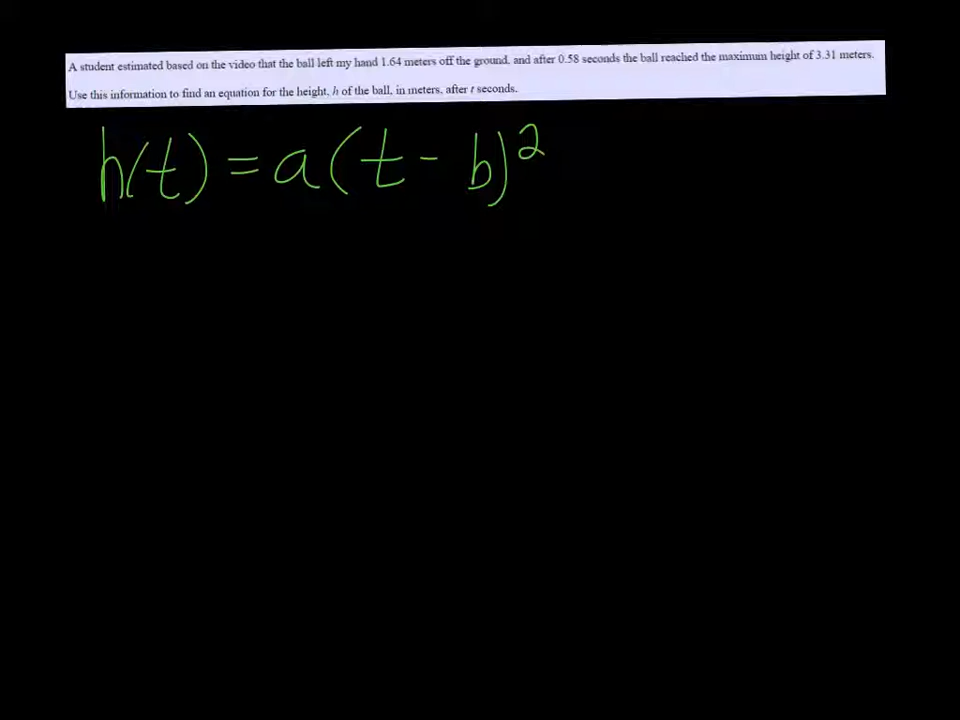 A student estimated based on the video that the ball left my hand 1.64 meters off the ground, and after 0.58 seconds the ball reached the maximum height of 3.31 meters.
Use this information to find an equation for the height, h of the ball, in meters, after t seconds.
h(t) = a(t - b)²